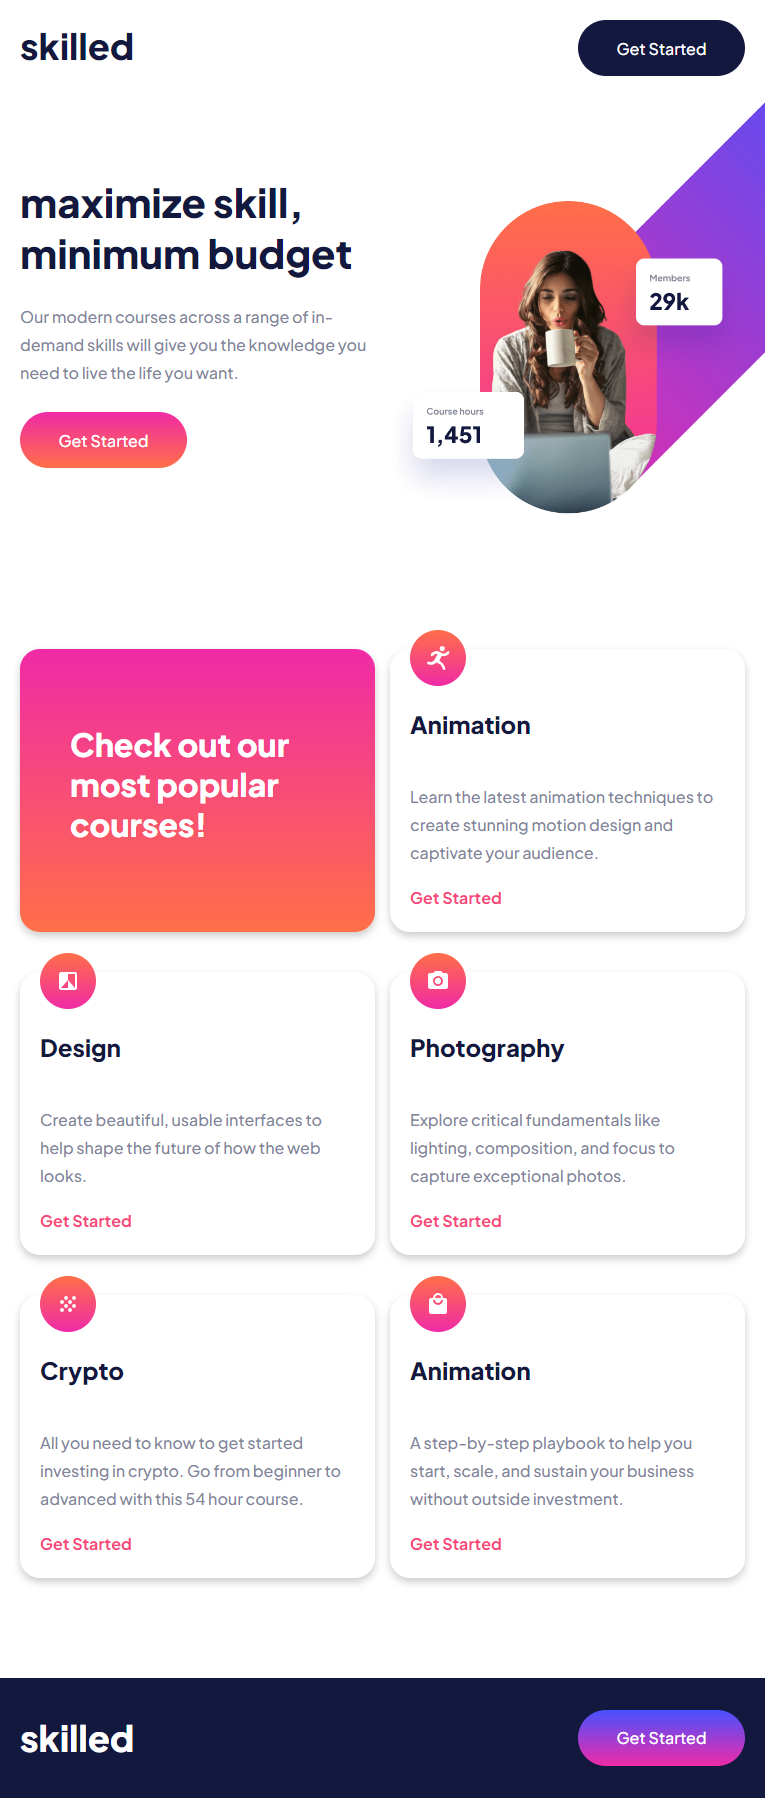 skilled
Get Started
maximize skill,
minimum budget
Our modern courses across a range of in-
demand skills will give you the knowledge you
need to live the life you want.
Get Started
Members
29k
Course hours
1,451
Check out our
most popular
courses!
Animation
Learn the latest animation techniques to
create stunning motion design and
captivate your audience.
Get Started
Design
Create beautiful, usable interfaces to
help shape the future of how the web
looks.
Get Started
Photography
Explore critical fundamentals like
lighting, composition, and focus to
capture exceptional photos.
Get Started
Crypto
All you need to know to get started
investing in crypto. Go from beginner to
advanced with this 54 hour course.
Get Started
Animation
A step-by-step playbook to help you
start, scale, and sustain your business
without outside investment.
Get Started
skilled
Get Started